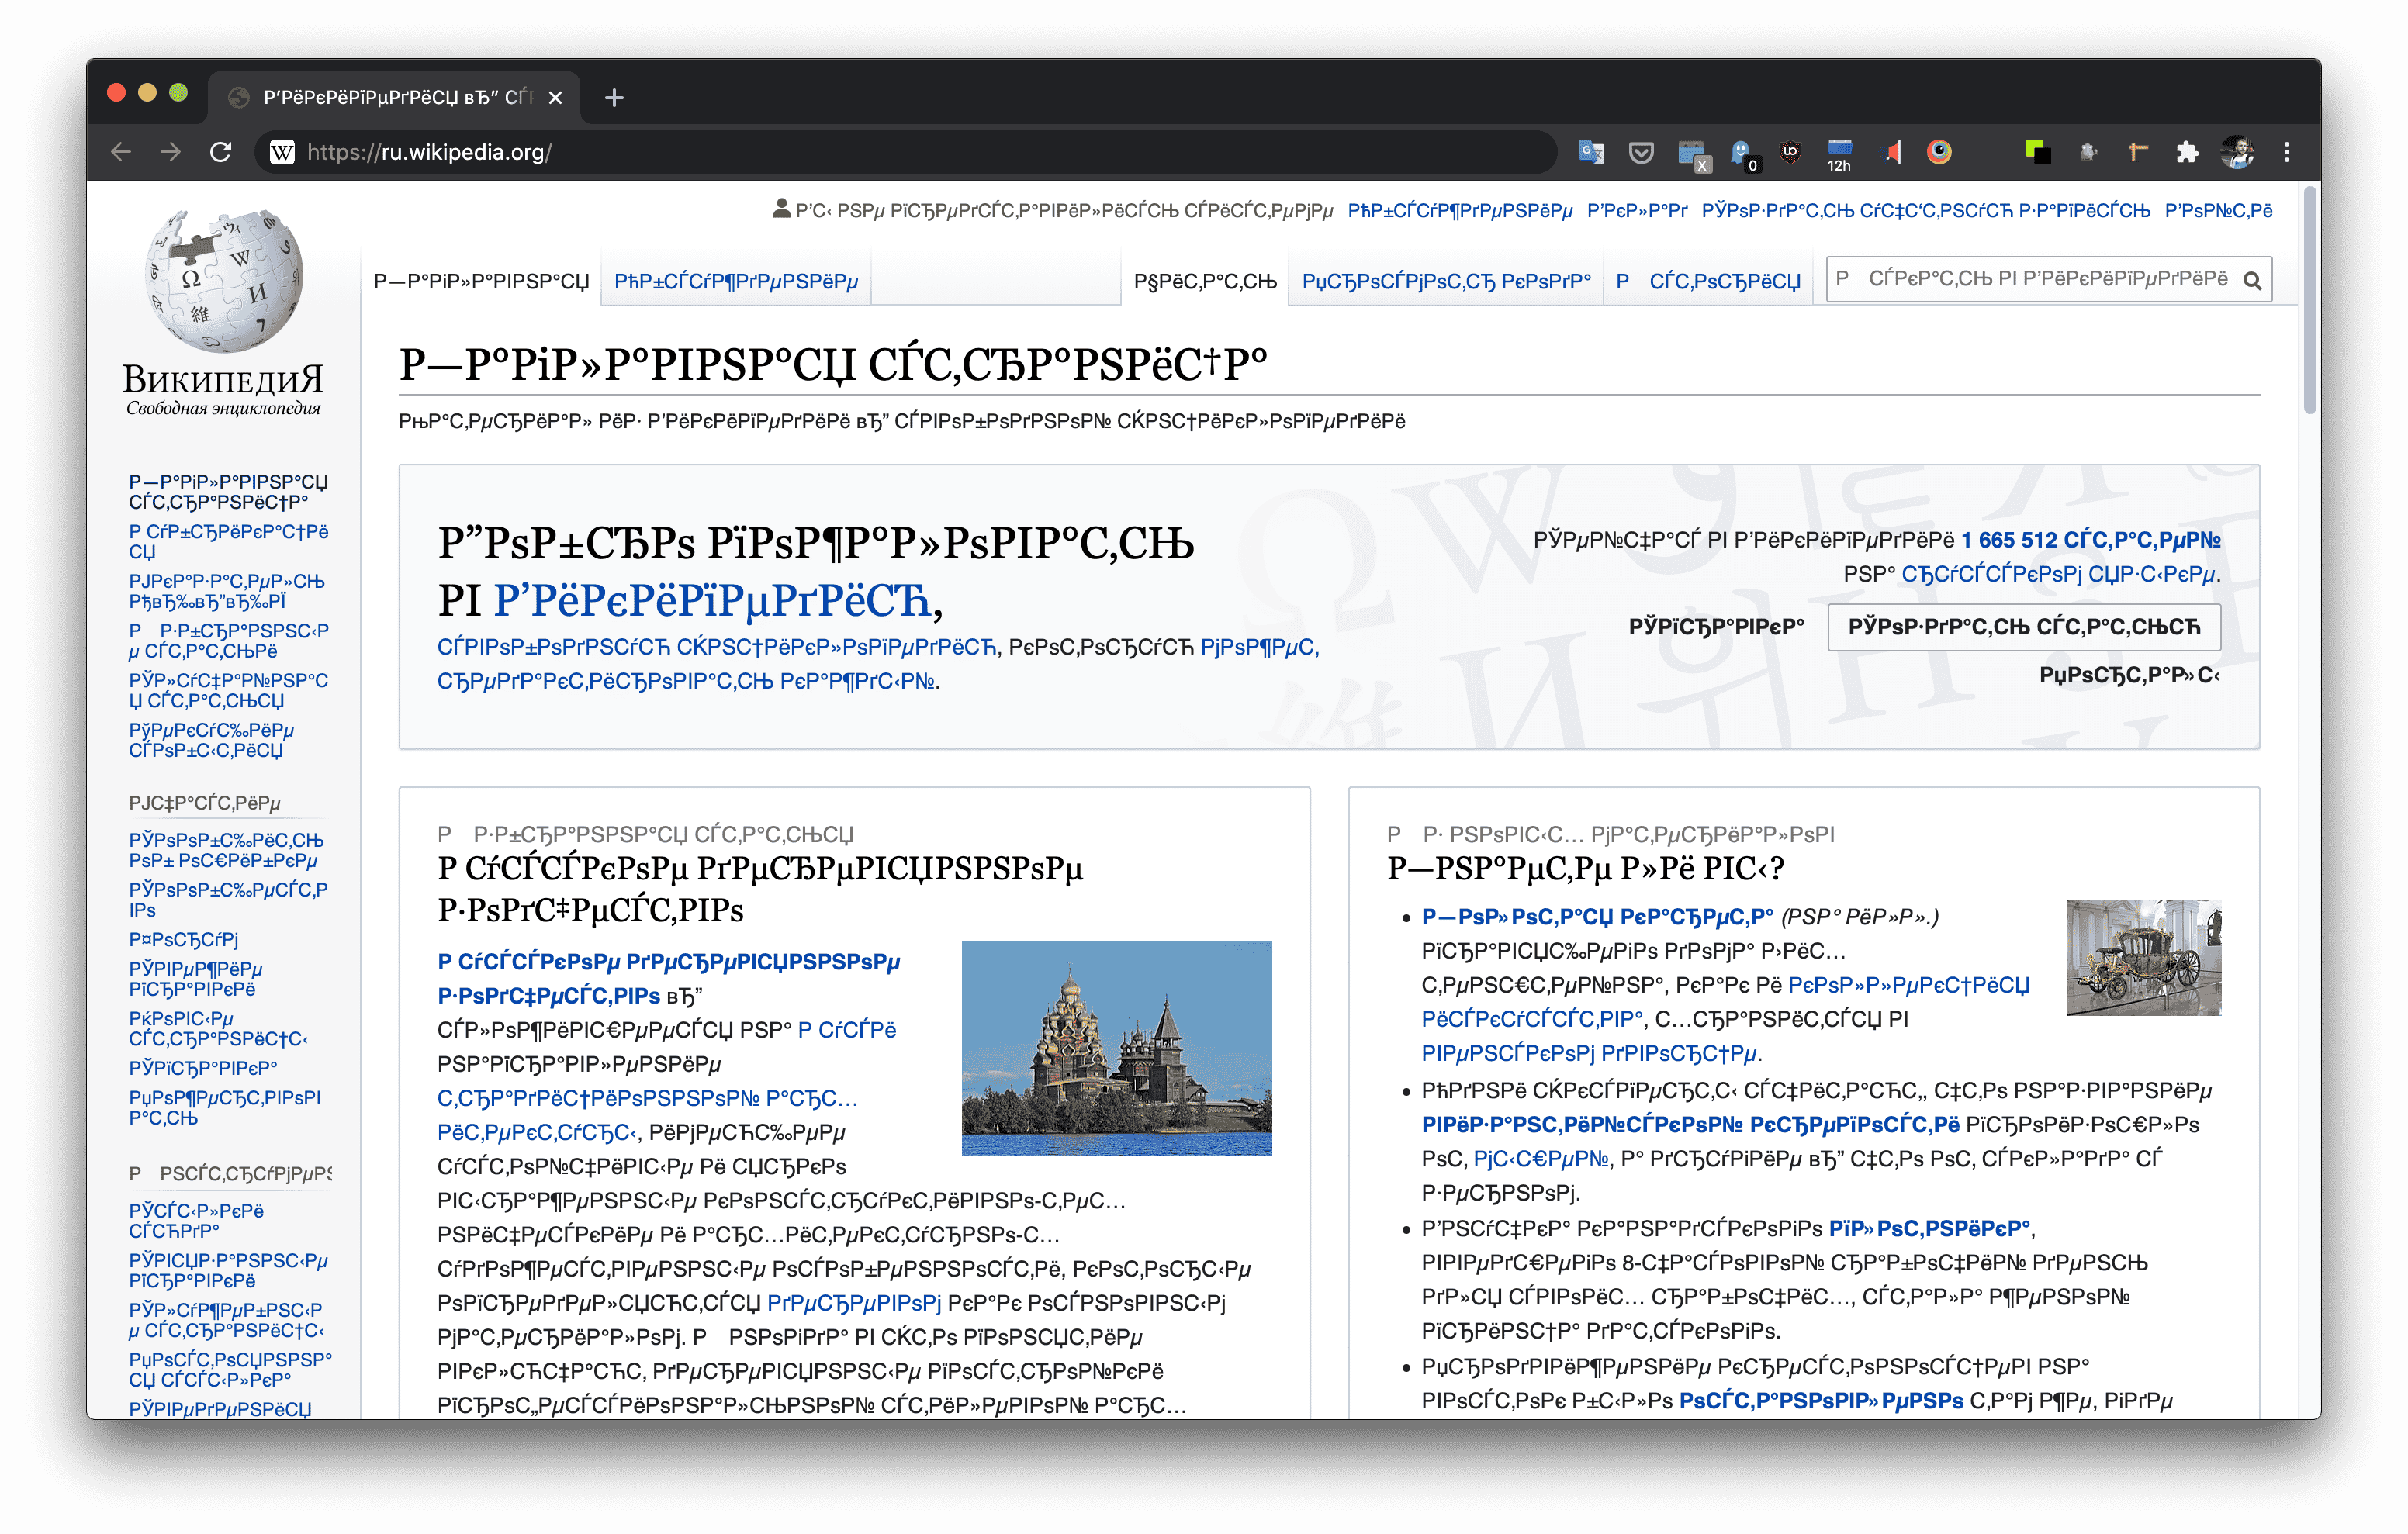 Р’РёРєРёРїРµРґРёСЏ вЂ” СЃ
https://ru.wikipedia.org/
12h
Р’С‹ РЅРµ РїСЂРµРґСЃС‚Р°РІРёР»РёСЃСЊ СЃРёСЃС‚РµРјРµ РћР±СЃСѓР¶РґРµРЅРёРµ Р’РєР»Р°Рґ РЎРѕР·РґР°С‚СЊ СѓС‡С‘С‚РЅСѓСЋ Р·Р°РїРёСЃСЊ Р’РѕР№С‚Рё
Р—Р°РіР»Р°РІРЅР°СЏ РћР±СЃСѓР¶РґРµРЅРёРµ Р§РёС‚Р°С‚СЊ РџСЂРѕСЃРјРѕС‚СЂ РєРѕРґР° Р СЃС‚РѕСЂРёСЏ Р СЃРєР°С‚СЊ РІ Р’РёРєРёРїРµРґРёРё
ВикипедиЯ
Свободная энциклопедия
Р—Р°РіР»Р°РІРЅР°СЏ СЃС‚СЂР°РЅРёС†Р°
РњР°С‚РµСЂРёР°Р» РёР· Р’РёРєРёРїРµРґРёРё вЂ” СЃРІРѕР±РѕРґРЅРѕР№ СЌРЅС†РёРєР»РѕРїРµРґРёРё
Р—Р°РіР»Р°РІРЅР°СЏ
СЃС‚СЂР°РЅРёС†Р°
Р СѓР±СЂРёРєР°С†Рё
СЏ
РЈРєР°Р·Р°С‚РµР»СЊ
РђвЂ‰вЂ”вЂ‰РЇ
Р Р·Р±СЂР°РЅРЅС‹Р
µ СЃС‚Р°С‚СЊРё
РЎР»СѓС‡Р°Р№РЅР°С
Џ СЃС‚Р°С‚СЊСЏ
РўРµРєСѓС‰РёРµ
СЃРѕР±С‹С‚РёСЏ
РЈС‡Р°СЃС‚РёРµ
РЎРѕРѕР±С‰РёС‚СЊ
РѕР± РѕС€РёР±РєРµ
РЎРѕРѕР±С‰РµСЃС‚Р
ІРѕ
Р¤РѕСЂСѓРј
РЎРІРµР¶РёРµ
РїСЂР°РІРєРё
РќРѕРІС‹Рµ
СЃС‚СЂР°РЅРёС†С‹
РЎРїСЂР°РІРєР°
РџРѕР¶РµСЂС‚РІРѕРІ
Р°С‚СЊ
Р РЅСЃС‚СЂСѓРјРµРЅ
РЎСЃС‹Р»РєРё
СЃСЋРґР°
РЎРІСЏР·Р°РЅРЅС‹Рµ
РїСЂР°РІРєРё
РЎР»СѓР¶РµР±РЅС‹Р
µ СЃС‚СЂР°РЅРёС†С‹
РџРѕСЃС‚РѕСЏРЅРЅР°
СЏ СЃСЃС‹Р»РєР°
РЎРІРµРґРµРЅРёСЏ
Р”РѕР±СЂРѕ РїРѕР¶Р°Р»РѕРІР°С‚СЊ
РІ Р’РёРєРёРїРµРґРёСЋ,
СЃРІРѕР±РѕРґРЅСѓСЋ СЌРЅС†РёРєР»РѕРїРµРґРёСЋ, РєРѕС‚РѕСЂСѓСЋ РјРѕР¶РµС‚
СЂРµРґР°РєС‚РёСЂРѕРІР°С‚СЊ РєР°Р¶РґС‹Р№.
РЎРµР№С‡Р°СЃ РІ Р’РёРєРёРїРµРґРёРё 1 665 512 СЃС‚Р°С‚РµР№
РЅР° СЂСѓСЃСЃРєРѕРј СЏР·С‹РєРµ.
РЎРїСЂР°РІРєР° РЎРѕР·РґР°С‚СЊ СЃС‚Р°С‚СЊСЋ
РџРѕСЂС‚Р°Р»С‹
Р Р·Р±СЂР°РЅРЅР°СЏ СЃС‚Р°С‚СЊСЏ
Р СѓСЃСЃРєРѕРµ РґРµСЂРµРІСЏРЅРЅРѕРµ
Р·РѕРґС‡РµСЃС‚РІРѕ
Р СѓСЃСЃРєРѕРµ РґРµСЂРµРІСЏРЅРЅРѕРµ
Р·РѕРґС‡РµСЃС‚РІРѕ вЂ”
СЃР»РѕР¶РёРІС€РµРµСЃСЏ РЅР° Р СѓСЃРё
РЅР°РїСЂР°РІР»РµРЅРёРµ
С‚СЂР°РґРёС†РёРѕРЅРЅРѕР№ Р°СЂС…
РёС‚РµРєС‚СѓСЂС‹, РёРјРµСЋС‰РµРµ
СѓСЃС‚РѕР№С‡РёРІС‹Рµ Рё СЏСЂРєРѕ
РІС‹СЂР°Р¶РµРЅРЅС‹Рµ РєРѕРЅСЃС‚СЂСѓРєС‚РёРІРЅРѕ-С‚РµС…
РЅРёС‡РµСЃРєРёРµ Рё Р°СЂС…РёС‚РµРєС‚СѓСЂРЅРѕ-С…
СѓРґРѕР¶РµСЃС‚РІРµРЅРЅС‹Рµ РѕСЃРѕР±РµРЅРЅРѕСЃС‚Рё, РєРѕС‚РѕСЂС‹Рµ
РѕРїСЂРµРґРµР»СЏСЋС‚СЃСЏ РґРµСЂРµРІРѕРј РєР°Рє РѕСЃРЅРѕРІРЅС‹Рј
РјР°С‚РµСЂРёР°Р»РѕРј. Р РЅРѕРіРґР° РІ СЌС‚Рѕ РїРѕРЅСЏС‚РёРµ
РІРєР»СЋС‡Р°СЋС‚ РґРµСЂРµРІСЏРЅРЅС‹Рµ РїРѕСЃС‚СЂРѕР№РєРё
РїСЂРѕС„РµСЃСЃРёРѕРЅР°Р»СЊРЅРѕР№ СЃС‚РёР»РµРІРѕР№ Р°СЂС…
Р Р· РЅРѕРІС‹С… РјР°С‚РµСЂРёР°Р»РѕРІ
Р—РЅР°РµС‚Рµ Р»Рё РІС‹?
Р—РѕР»РѕС‚Р°СЏ РєР°СЂРµС‚Р° (РЅР° РёР»Р».)
РїСЂР°РІСЏС‰РµРіРѕ РґРѕРјР° Р›РёС…
С‚РµРЅС€С‚РµР№РЅР°, РєР°Рє Рё РєРѕР»Р»РµРєС†РёСЏ
РёСЃРєСѓСЃСЃС‚РІР°, С…СЂР°РЅРёС‚СЃСЏ РІ
РІРµРЅСЃРєРѕРј РґРІРѕСЂС†Рµ.
РћРґРЅРё СЌРєСЃРїРµСЂС‚С‹ СЃС‡РёС‚Р°СЋС‚, С‡С‚Рѕ РЅР°Р·РІР°РЅРёРµ
РІРёР·Р°РЅС‚РёР№СЃРєРѕР№ РєСЂРµРїРѕСЃС‚Рё РїСЂРѕРёР·РѕС€Р»Рѕ
РѕС‚ РјС‹С€РµР№, Р° РґСЂСѓРіРёРµ вЂ” С‡С‚Рѕ РѕС‚ СЃРєР»Р°РґР° СЃ
Р·РµСЂРЅРѕРј.
Р’РЅСѓС‡РєР° РєР°РЅР°РґСЃРєРѕРіРѕ РїР»РѕС‚РЅРёРєР°,
РІРІРµРґС€РµРіРѕ 8-С‡Р°СЃРѕРІРѕР№ СЂР°Р±РѕС‡РёР№ РґРµРЅСЊ
РґР»СЏ СЃРІРѕРёС… СЂР°Р±РѕС‡РёС…, СЃС‚Р°Р»Р° Р¶РµРЅРѕР№
РїСЂРёРЅС†Р° РґР°С‚СЃРєРѕРіРѕ.
РџСЂРѕРґРІРёР¶РµРЅРёРµ РєСЂРµСЃС‚РѕРЅРѕСЃС†РµРІ РЅР°
РІРѕСЃС‚РѕРє Р±С‹Р»Рѕ РѕСЃС‚Р°РЅРѕРІР»РµРЅРѕ С‚Р°Рј Р¶Рµ, РіРґРµ